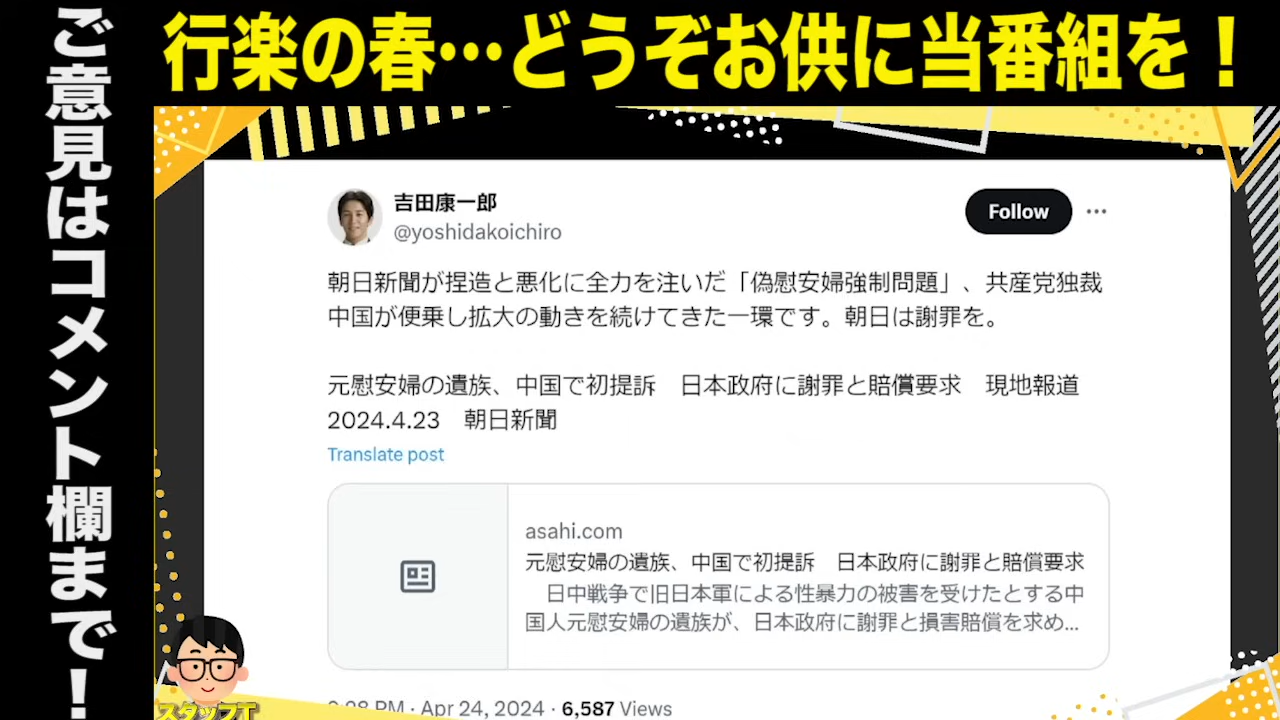 行楽の春…どうぞお供に当番組を！
ご意見はコメント欄まで！
吉田康一郎
@yoshidakoichiro
Follow
朝日新聞が捏造と悪化に全力を注いだ「偽慰安婦強制問題」、共産党独裁
中国が便乗し拡大の動きを続けてきた一環です。朝日は謝罪を。
元慰安婦の遺族、中国で初提訴　日本政府に謝罪と賠償要求　現地報道
2024.4.23　朝日新聞
Translate post
asahi.com
元慰安婦の遺族、中国で初提訴　日本政府に謝罪と賠償要求
日中戦争で旧日本軍による性暴力の被害を受けたとする中
国人元慰安婦の遺族が、日本政府に謝罪と損害賠償を求め...
PM · Apr 24, 2024 · 6,587 Views
スタッフT